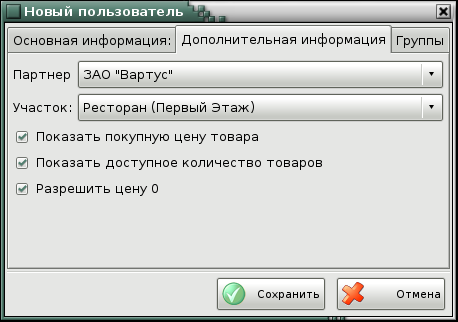 Новый пользователь
Основная информация: Дополнительная информация Группы
Партнер ЗАО "Вартус"
Участок: Ресторан (Первый Этаж)
Показать покупную цену товара
Показать доступное количество товаров
Разрешить цену 0
Сохранить Отмена